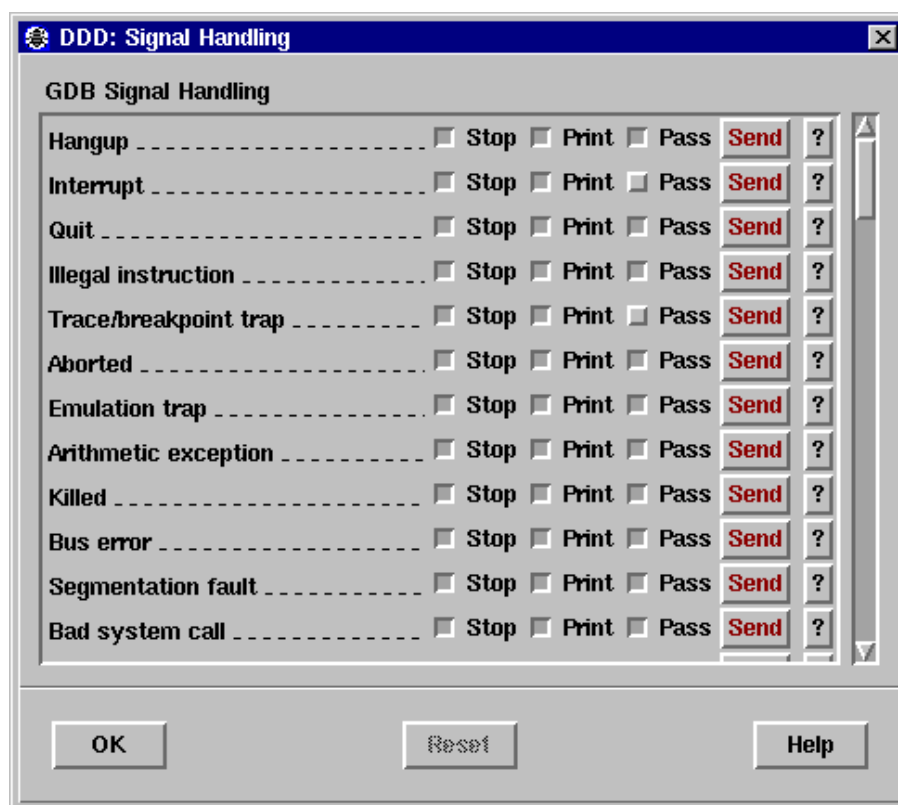 DDD: Signal Handling
GDB Signal Handling
Hangup Stop Print Pass Send ?
Interrupt Stop Print Pass Send ?
Quit Stop Print Pass Send ?
Illegal instruction Stop Print Pass Send ?
Trace/breakpoint trap Stop Print Pass Send ?
Aborted Stop Print Pass Send ?
Emulation trap Stop Print Pass Send ?
Arithmetic exception Stop Print Pass Send ?
Killed Stop Print Pass Send ?
Bus error Stop Print Pass Send ?
Segmentation fault Stop Print Pass Send ?
Bad system call Stop Print Pass Send ?
OK Reset Help